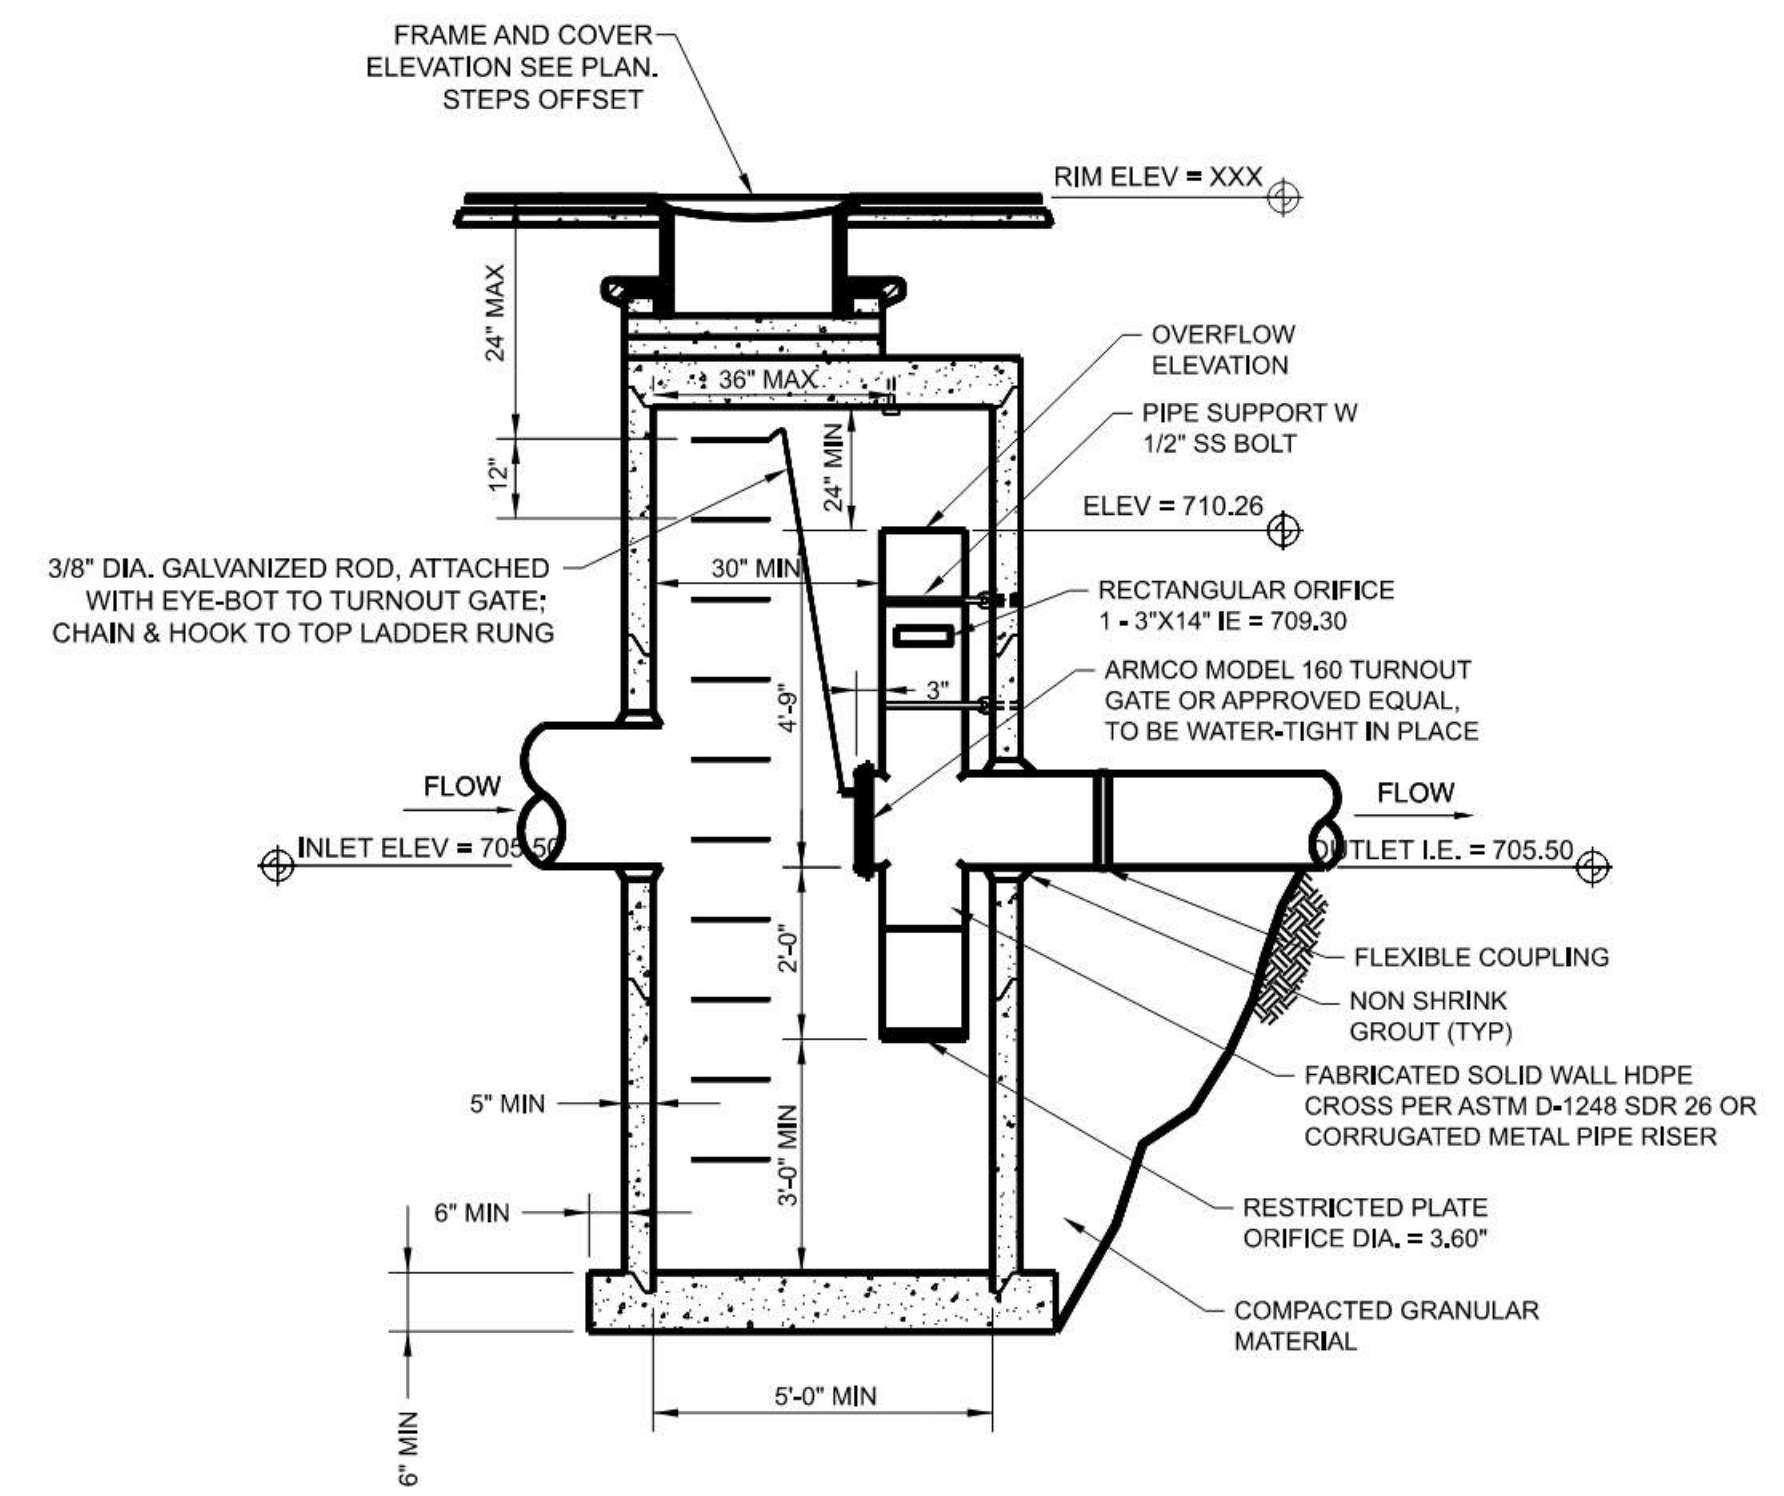 FRAME AND COVER
ELEVATION SEE PLAN.
STEPS OFFSET
RIM ELEV = XXX
24" MAX
36" MAX
OVERFLOW
ELEVATION
PIPE SUPPORT W
1/2" SS BOLT
12"
24" MIN
ELEV = 710.26
3/8" DIA. GALVANIZED ROD, ATTACHED
WITH EYE-BOT TO TURNOUT GATE;
CHAIN & HOOK TO TOP LADDER RUNG
30" MIN
RECTANGULAR ORIFICE
1 - 3"X14" IE = 709.30
ARMCO MODEL 160 TURNOUT
GATE OR APPROVED EQUAL,
TO BE WATER-TIGHT IN PLACE
3"
4'-9"
FLOW
FLOW
INLET ELEV = 705.50
OUTLET I.E. = 705.50
2'-0"
FLEXIBLE COUPLING
NON SHRINK
GROUT (TYP)
FABRICATED SOLID WALL HDPE
CROSS PER ASTM D-1248 SDR 26 OR
CORRUGATED METAL PIPE RISER
5" MIN
3'-0" MIN
6" MIN
RESTRICTED PLATE
ORIFICE DIA. = 3.60"
COMPACTED GRANULAR
MATERIAL
5'-0" MIN
6" MIN